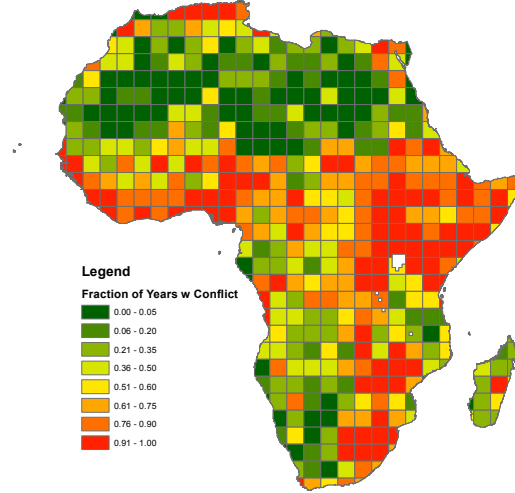 Legend
Fraction of Years w Conflict
0.00 - 0.05
0.06 - 0.20
0.21 - 0.35
0.36 - 0.50
0.51 - 0.60
0.61 - 0.75
0.76 - 0.90
0.91 - 1.00